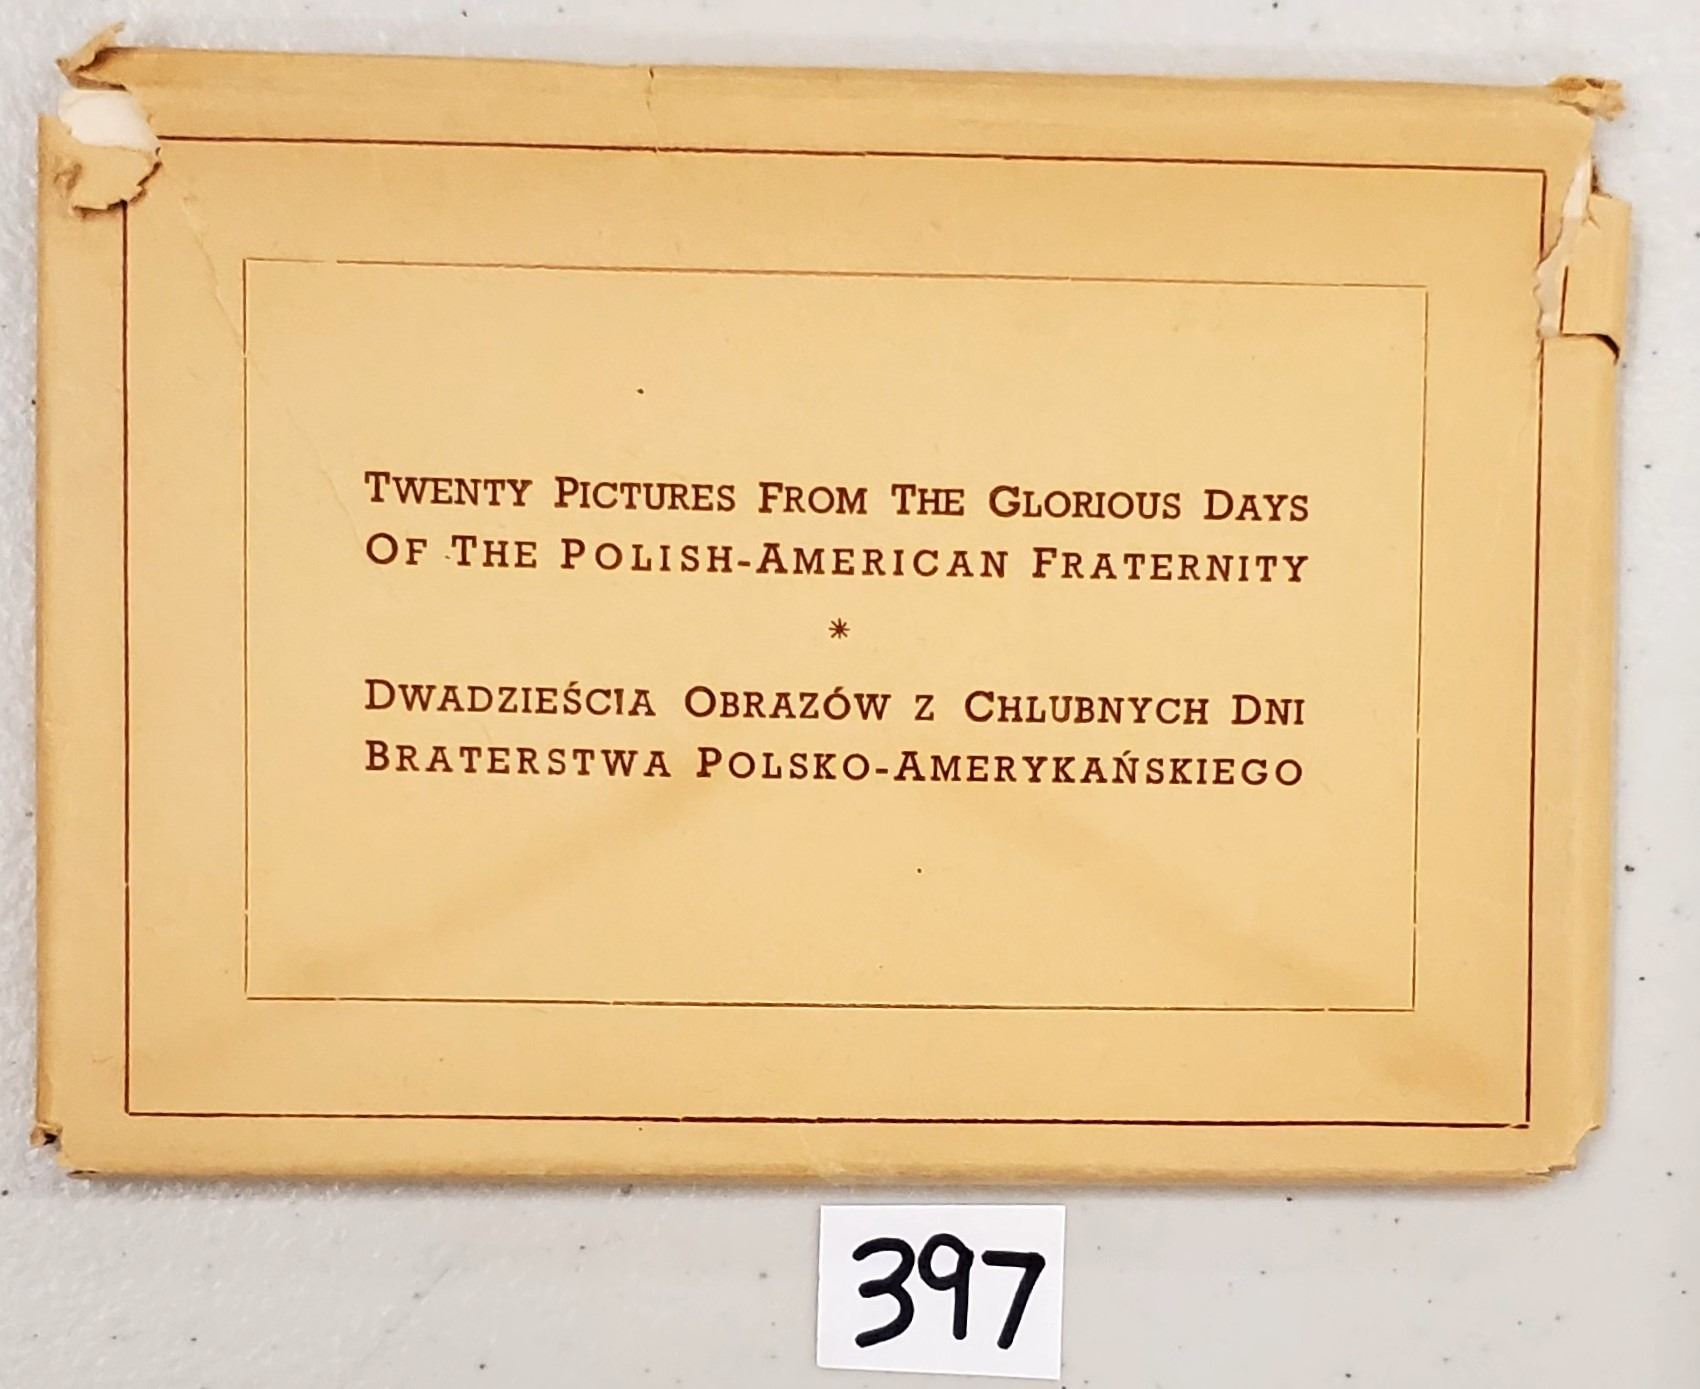 TWENTY PICTURES FROM THE GLORIOUS DAYS
OF THE POLISH-AMERICAN FRATERNITY
*
DWADZIEŚCIA OBRAZÓW Z CHLUBNYCH DNI
BRATERSTWA POLSKO-AMERYKAŃSKIEGO
397